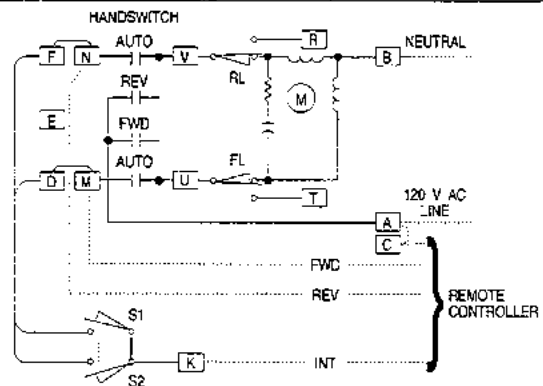 HANDSWITCH
AUTO
F N V R B NEUTRAL
REV RL
E M
FWD
AUTO FL
D M U T
120 V AC
LINE
A
C
FWD
REV REMOTE
CONTROLLER
S1
K INT
S2